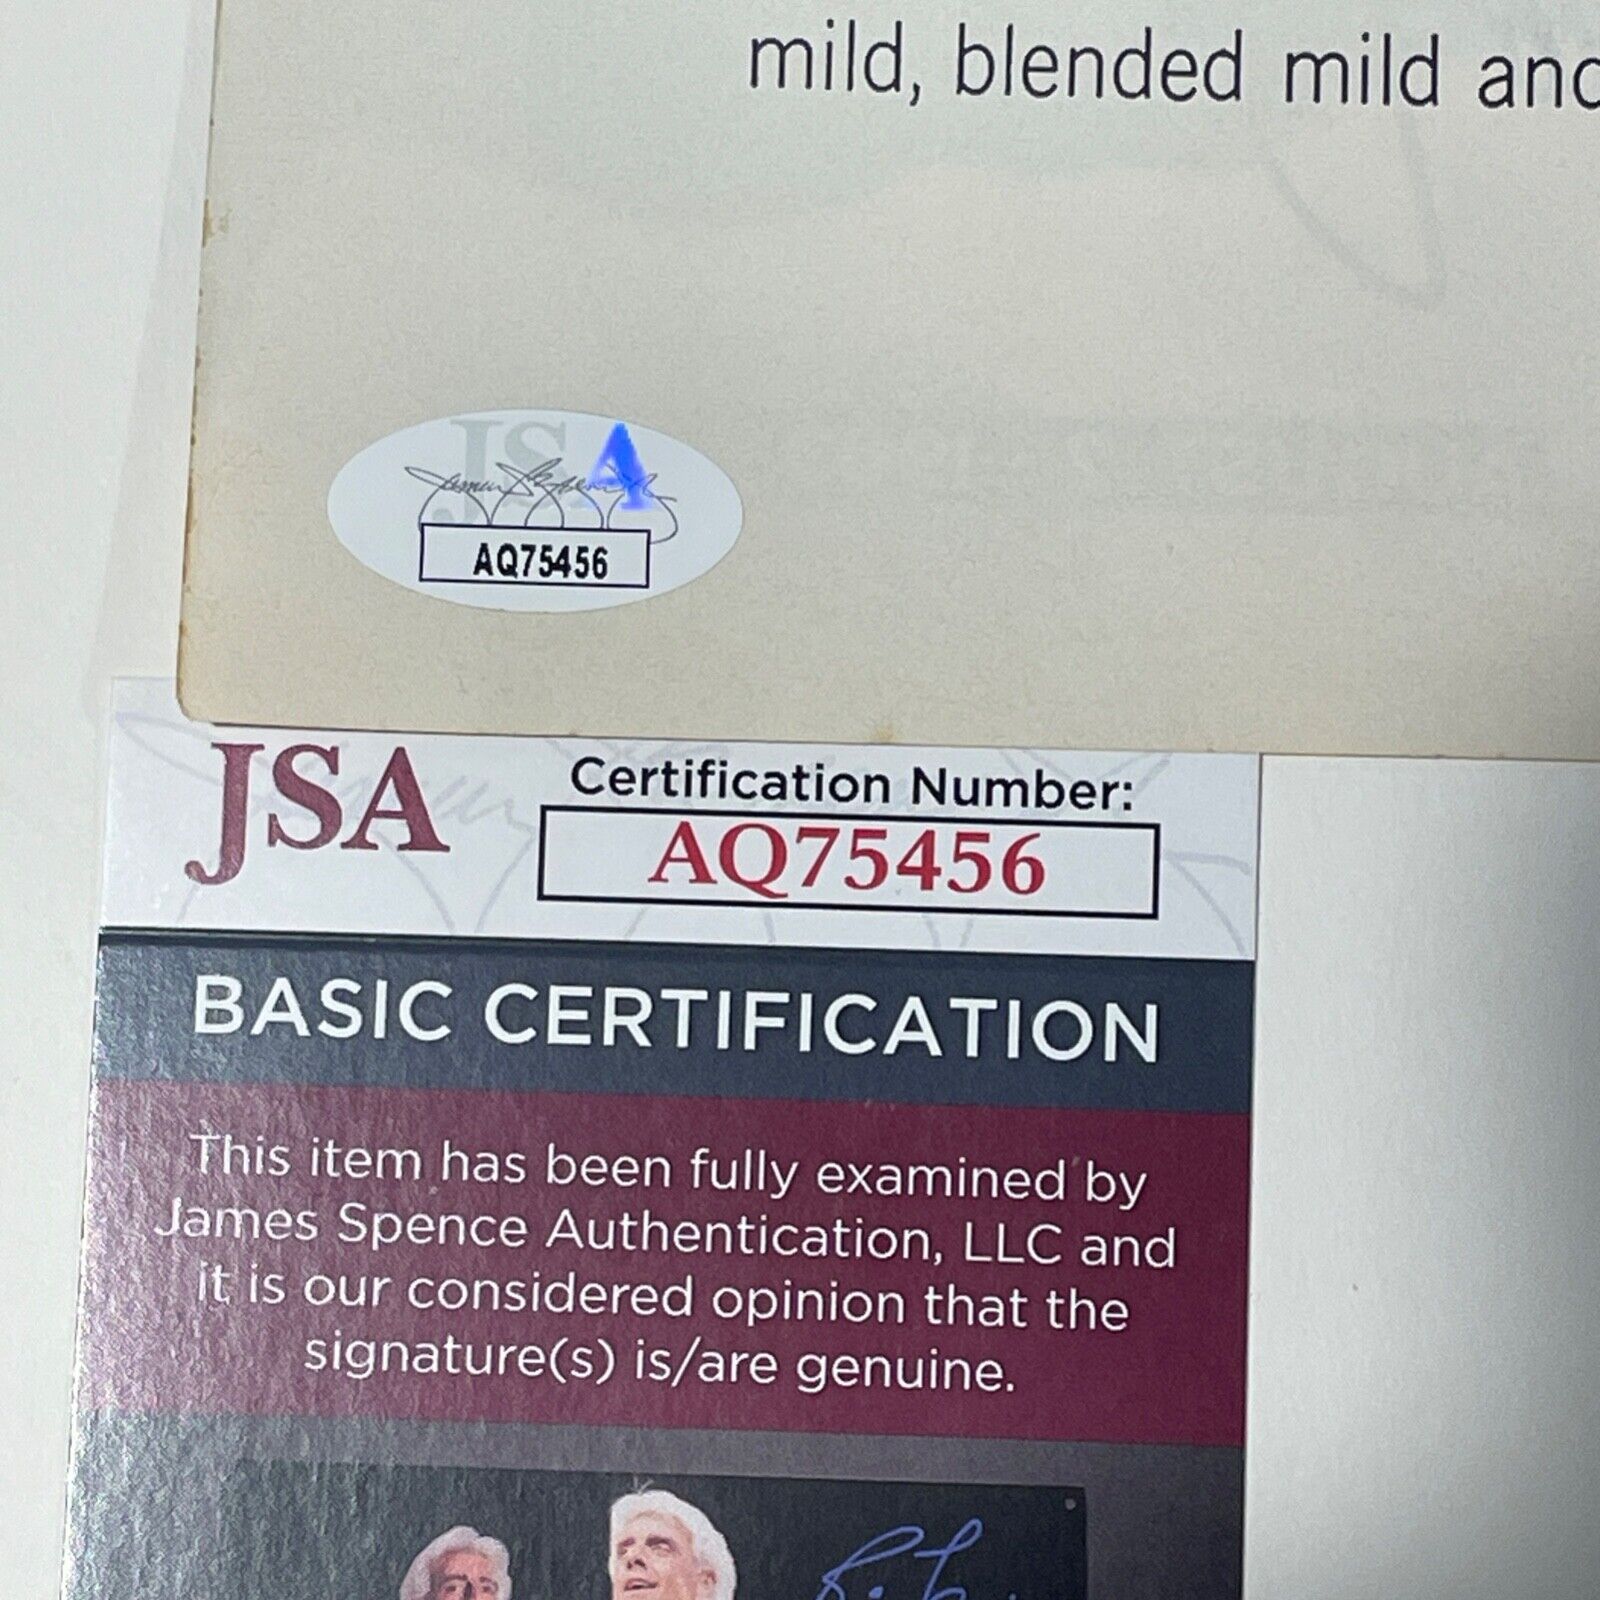 mild, blended mild and
JSA
AQ75456
JSA
Certification Number:
AQ75456
BASIC CERTIFICATION
This item has been fully examined by
James Spence Authentication, LLC and
it is our considered opinion that the
signature(s) is/are genuine.